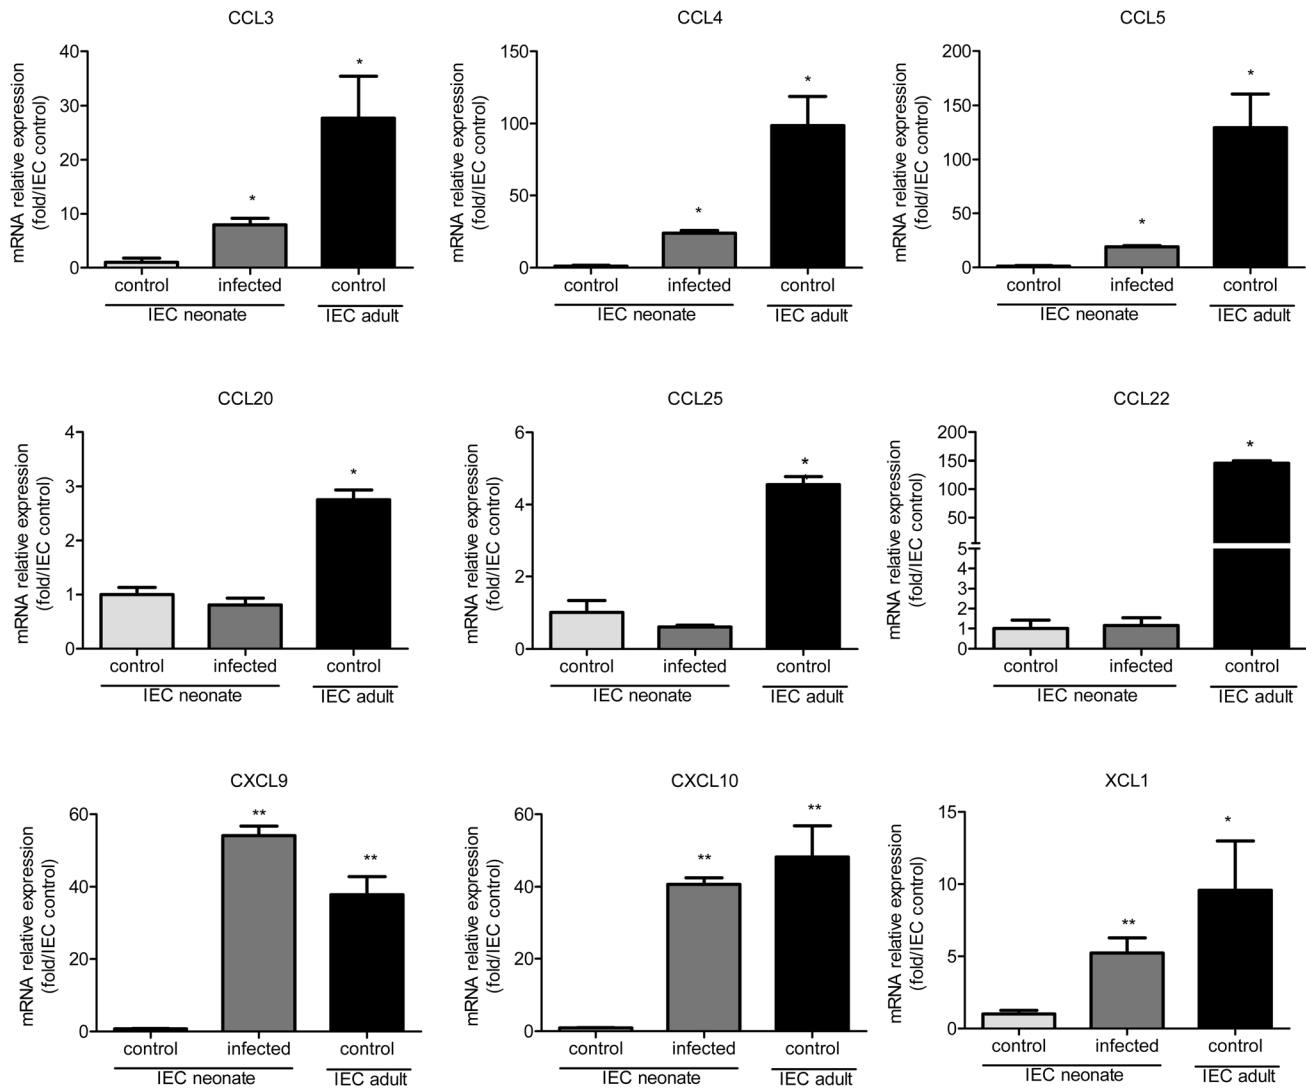 CCL3
mRNA relative expression
(fold/IEC control)
40
30
20
10
0
*
*
control
infected
control
IEC neonate
IEC adult
CCL4
mRNA relative expression
(fold/IEC control)
150
100
50
0
*
*
control
infected
control
IEC neonate
IEC adult
CCL5
mRNA relative expression
(fold/IEC control)
200
150
100
50
0
*
*
control
infected
control
IEC neonate
IEC adult
CCL20
mRNA relative expression
(fold/IEC control)
4
3
2
1
0
*
control
infected
control
IEC neonate
IEC adult
CCL25
mRNA relative expression
(fold/IEC control)
6
4
2
0
*
control
infected
control
IEC neonate
IEC adult
CCL22
mRNA relative expression
(fold/IEC control)
200
150
100
50
5
4
3
2
1
0
*
control
infected
control
IEC neonate
IEC adult
CXCL9
mRNA relative expression
(fold/IEC control)
60
40
20
0
**
**
control
infected
control
IEC neonate
IEC adult
CXCL10
mRNA relative expression
(fold/IEC control)
60
40
20
0
**
**
control
infected
control
IEC neonate
IEC adult
XCL1
mRNA relative expression
(fold/IEC control)
15
10
5
0
**
*
control
infected
control
IEC neonate
IEC adult